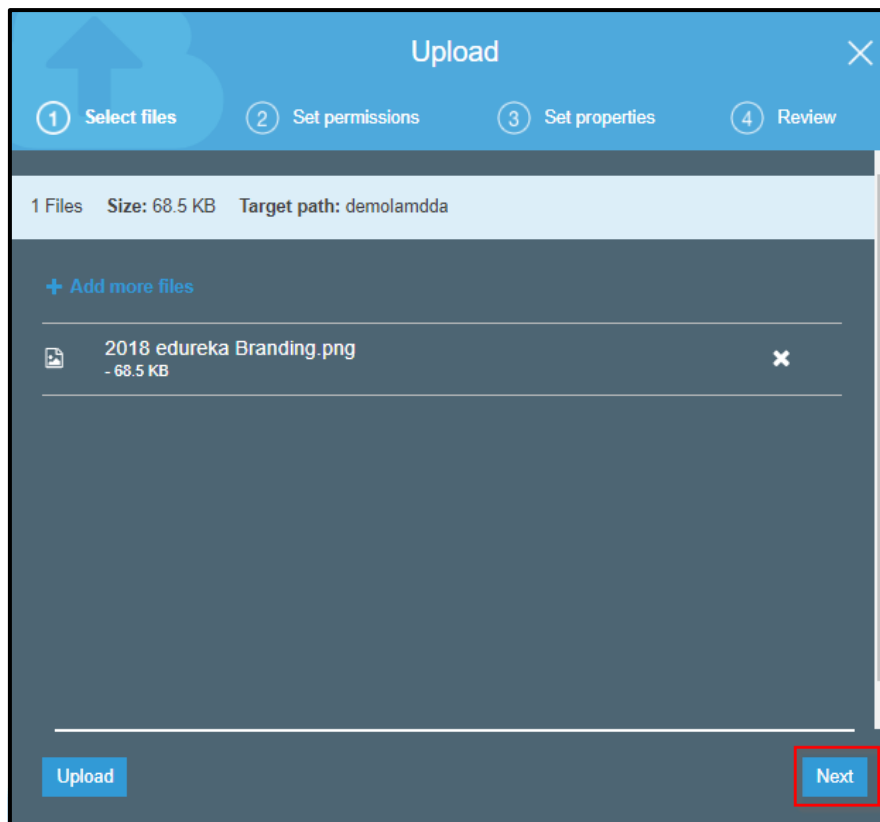 Upload
1 Select files 2 Set permissions 3 Set properties 4 Review
1 Files Size: 68.5 KB Target path: demolamdda
+ Add more files
2018 edureka Branding.png
- 68.5 KB
Upload Next